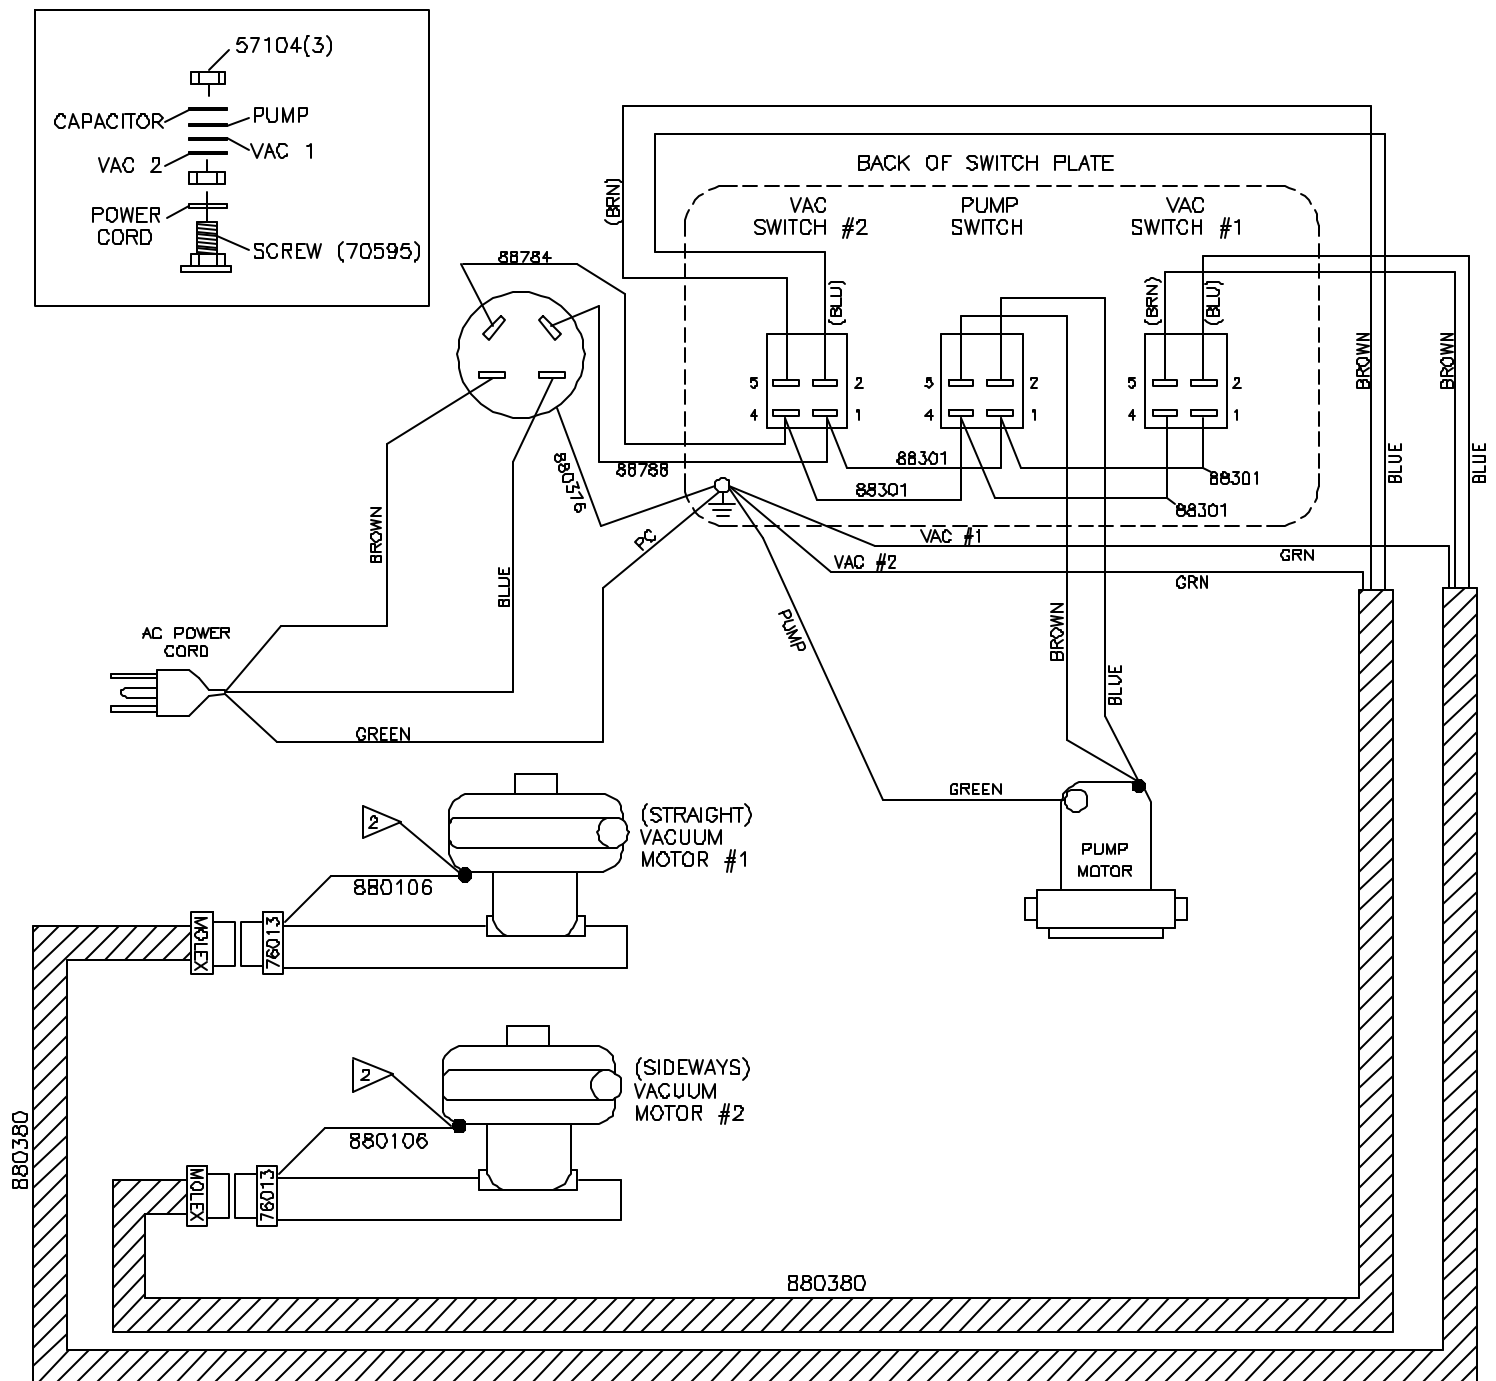 57104(3)
CAPACITOR
PUMP
VAC 1
VAC 2
POWER
CORD
SCREW (70595)
BACK OF SWITCH PLATE
(BRN)
VAC
SWITCH #2
PUMP
SWITCH
VAC
SWITCH #1
88784
(BLU)
(BRN)
(BLU)
5
2
4
1
5
2
4
1
5
2
4
1
BROWN
BROWN
BLUE
BLUE
88301
88301
88301
88301
88786
880376
PC
VAC #1
GRN
VAC #2
GRN
BROWN
BLUE
PUMP
BROWN
BLUE
AC POWER
CORD
GREEN
GREEN
PUMP
MOTOR
2
(STRAIGHT)
VACUUM
MOTOR #1
880106
MOLEX
76013
2
(SIDEWAYS)
VACUUM
MOTOR #2
880106
MOLEX
76013
880380
880380